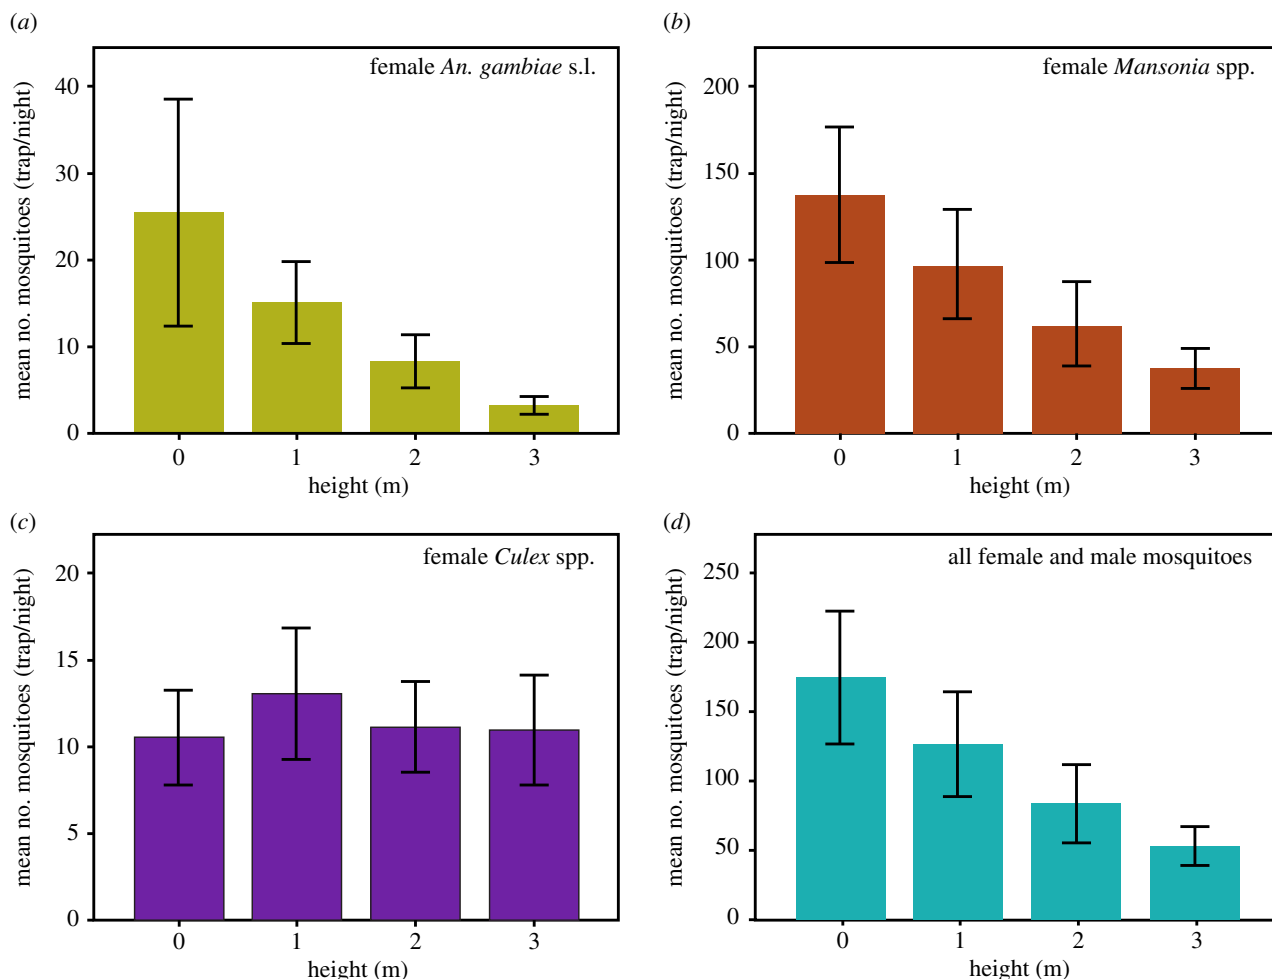 (a)
female An. gambiae s.l.
mean no. mosquitoes (trap/night)
40
30
20
10
0
0 1 2 3
height (m)
(b)
female Mansonia spp.
mean no. mosquitoes (trap/night)
200
150
100
50
0
0 1 2 3
height (m)
(c)
female Culex spp.
mean no. mosquitoes (trap/night)
20
15
10
5
0
0 1 2 3
height (m)
(d)
all female and male mosquitoes
mean no. mosquitoes (trap/night)
250
200
150
100
50
0
0 1 2 3
height (m)